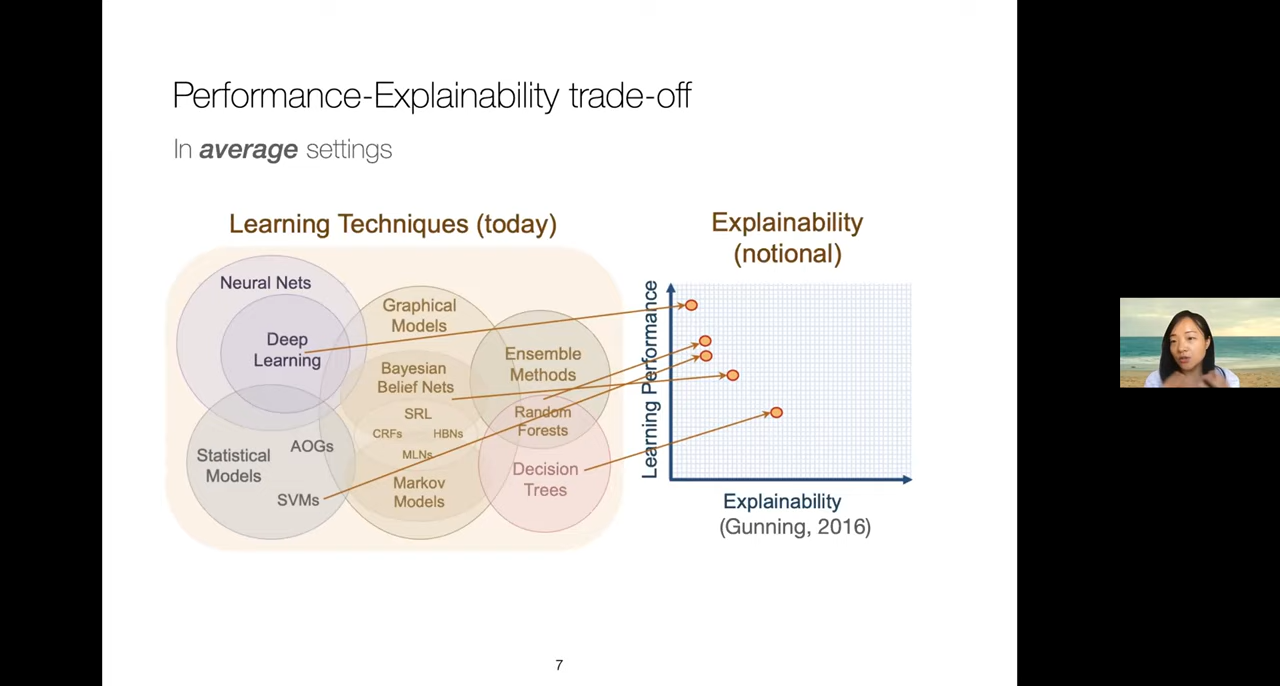 Performance-Explainability trade-off
In average settings
Learning Techniques (today)
Neural Nets
Deep
Learning
Graphical
Models
Bayesian
Belief Nets
SRL
CRFs
HBNs
MLNs
Markov
Models
Ensemble
Methods
Random
Forests
Decision
Trees
Statistical
Models
AOGs
SVMs
Explainability
(notional)
Learning Performance
Explainability
(Gunning, 2016)
7